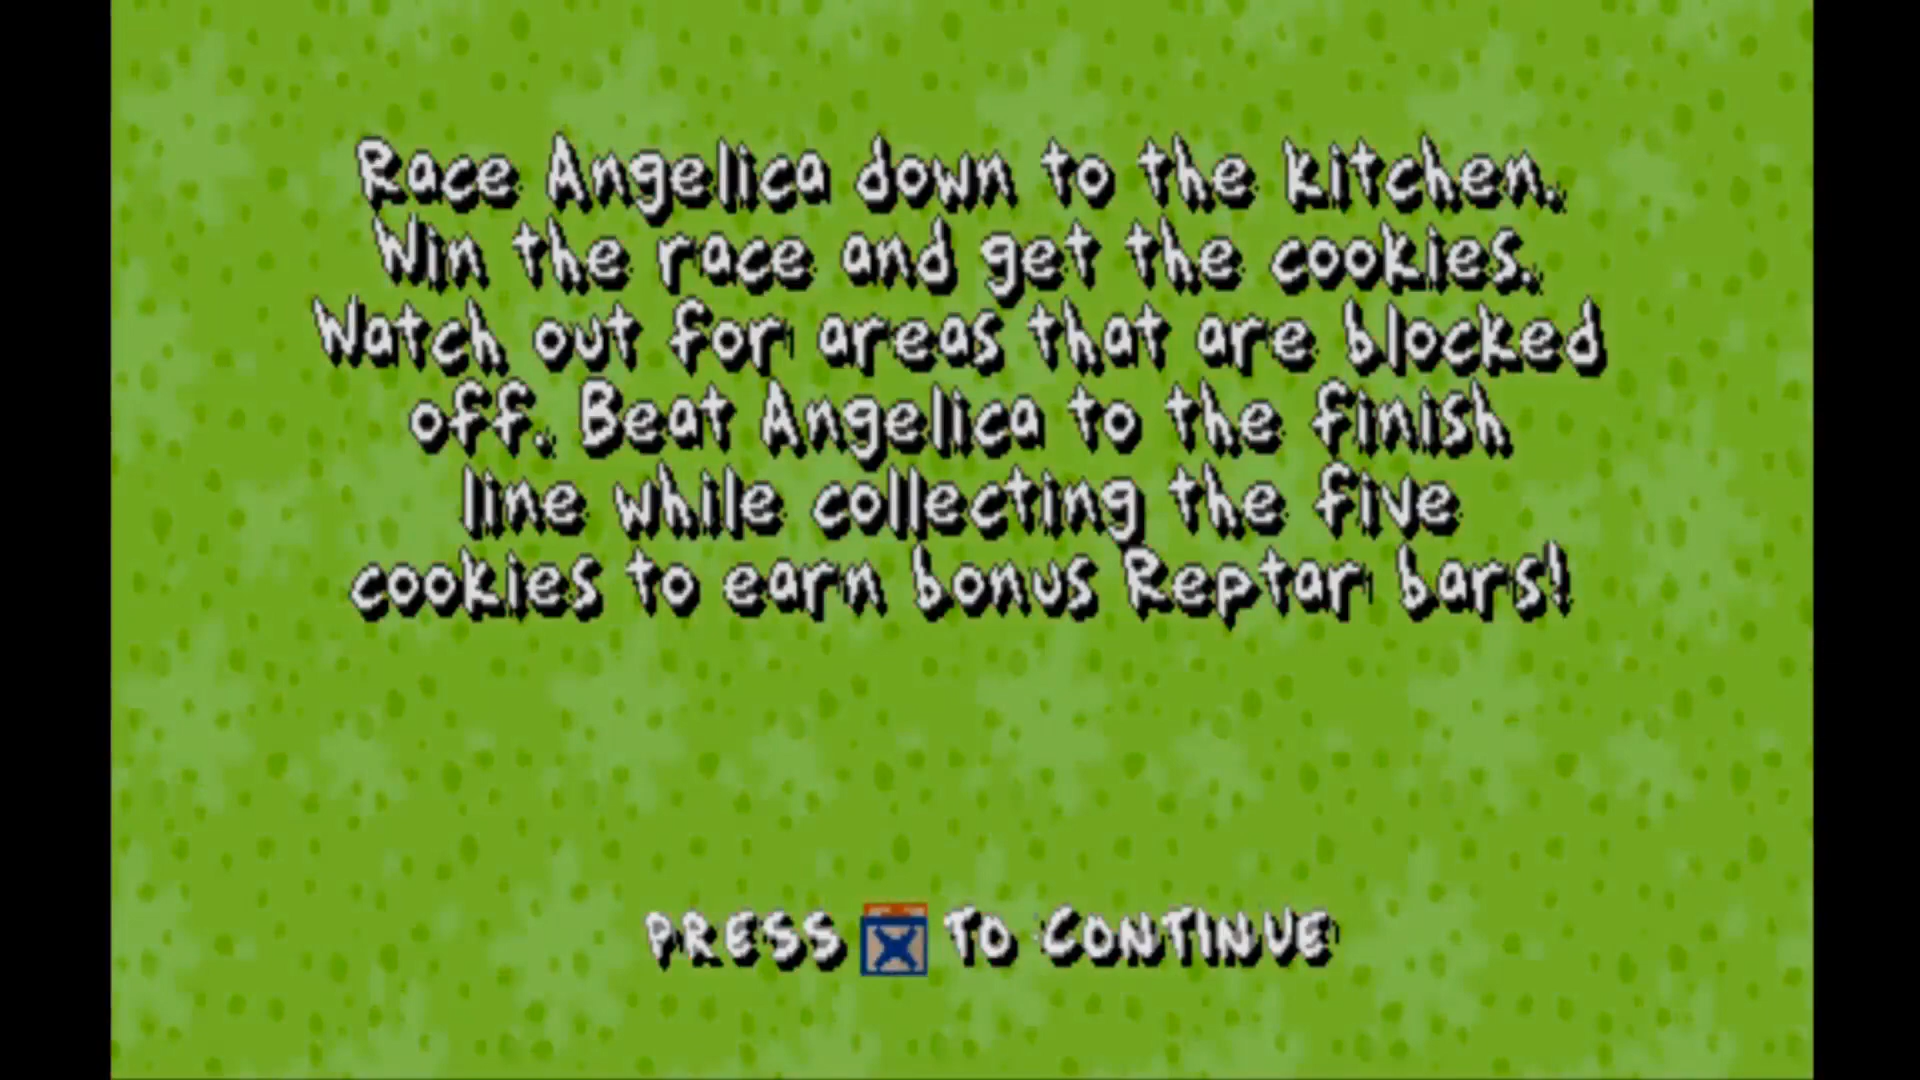 Race Angelica down to the kitchen.
Win the race and get the cookies.
Watch out for areas that are blocked
off. Beat Angelica to the finish
line while collecting the five
cookies to earn bonus Reptar bars!
PRESS X TO CONTINUE